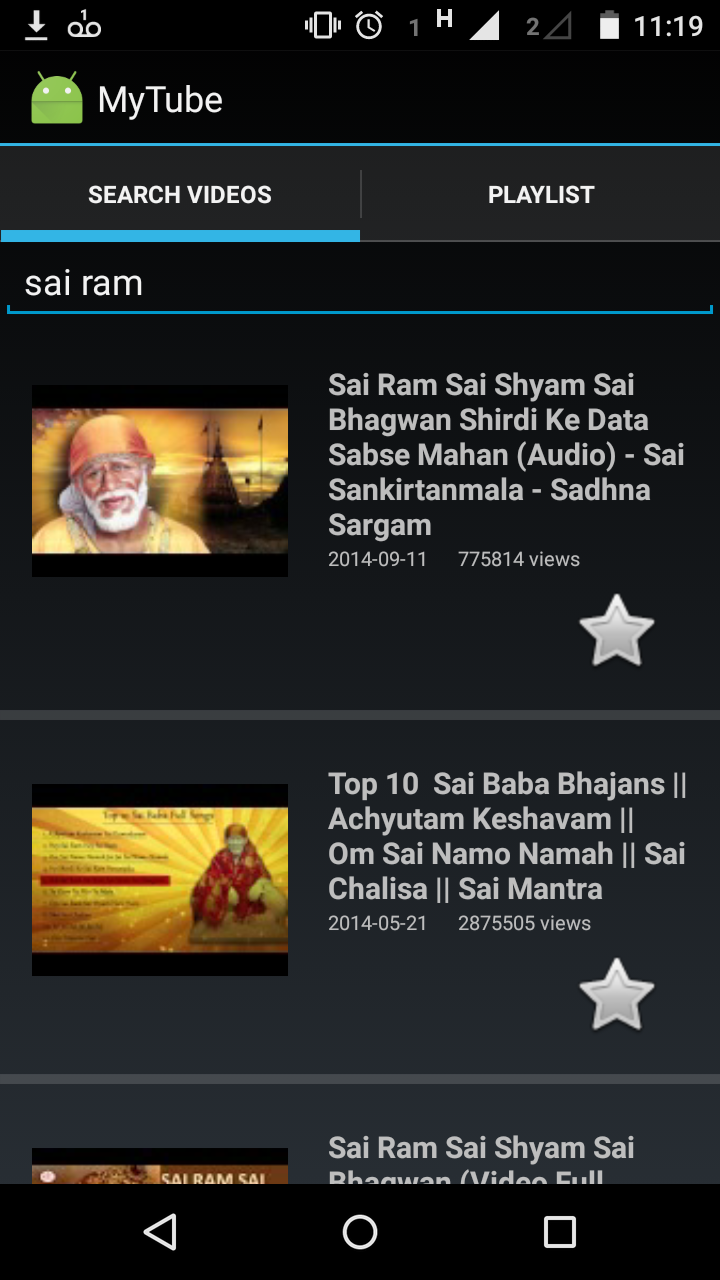 1
1 H 2 11:19
MyTube
SEARCH VIDEOS PLAYLIST
sai ram
Sai Ram Sai Shyam Sai
Bhagwan Shirdi Ke Data
Sabse Mahan (Audio) - Sai
Sankirtanmala - Sadhna
Sargam
2014-09-11 775814 views
Top 10 Sai Baba Full Songs
Top 10  Sai Baba Bhajans ||
Achyutam Keshavam ||
Om Sai Namo Namah || Sai
Chalisa || Sai Mantra
2014-05-21 2875505 views
SAI RAM SAI
Sai Ram Sai Shyam Sai
Bhagwan (Video Full